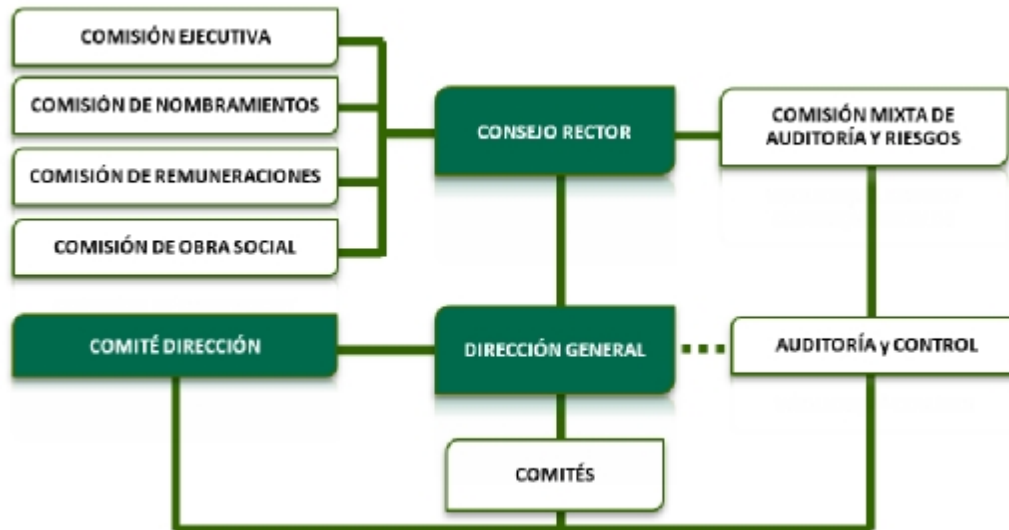 COMISIÓN EJECUTIVA
COMISIÓN DE NOMBRAMIENTOS
COMISIÓN DE REMUNERACIONES
COMISIÓN DE OBRA SOCIAL
CONSEJO RECTOR
COMISIÓN MIXTA DE
AUDITORÍA Y RIESGOS
COMITÉ DIRECCIÓN
DIRECCIÓN GENERAL
AUDITORÍA y CONTROL
COMITÉS